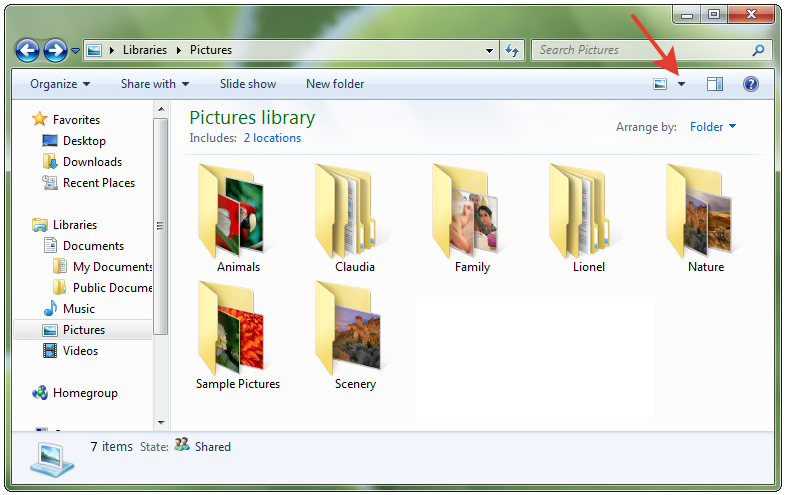 Libraries Pictures Search Pictures
Organize Share with Slide show New folder
Favorites
Desktop
Downloads
Recent Places
Libraries
Documents
My Documents
Public Docume
Music
Pictures
Videos
Homegroup
Pictures library
Includes: 2 locations
Arrange by: Folder
Animals Claudia Family Lionel Nature
Sample Pictures Scenery
7 items State: Shared